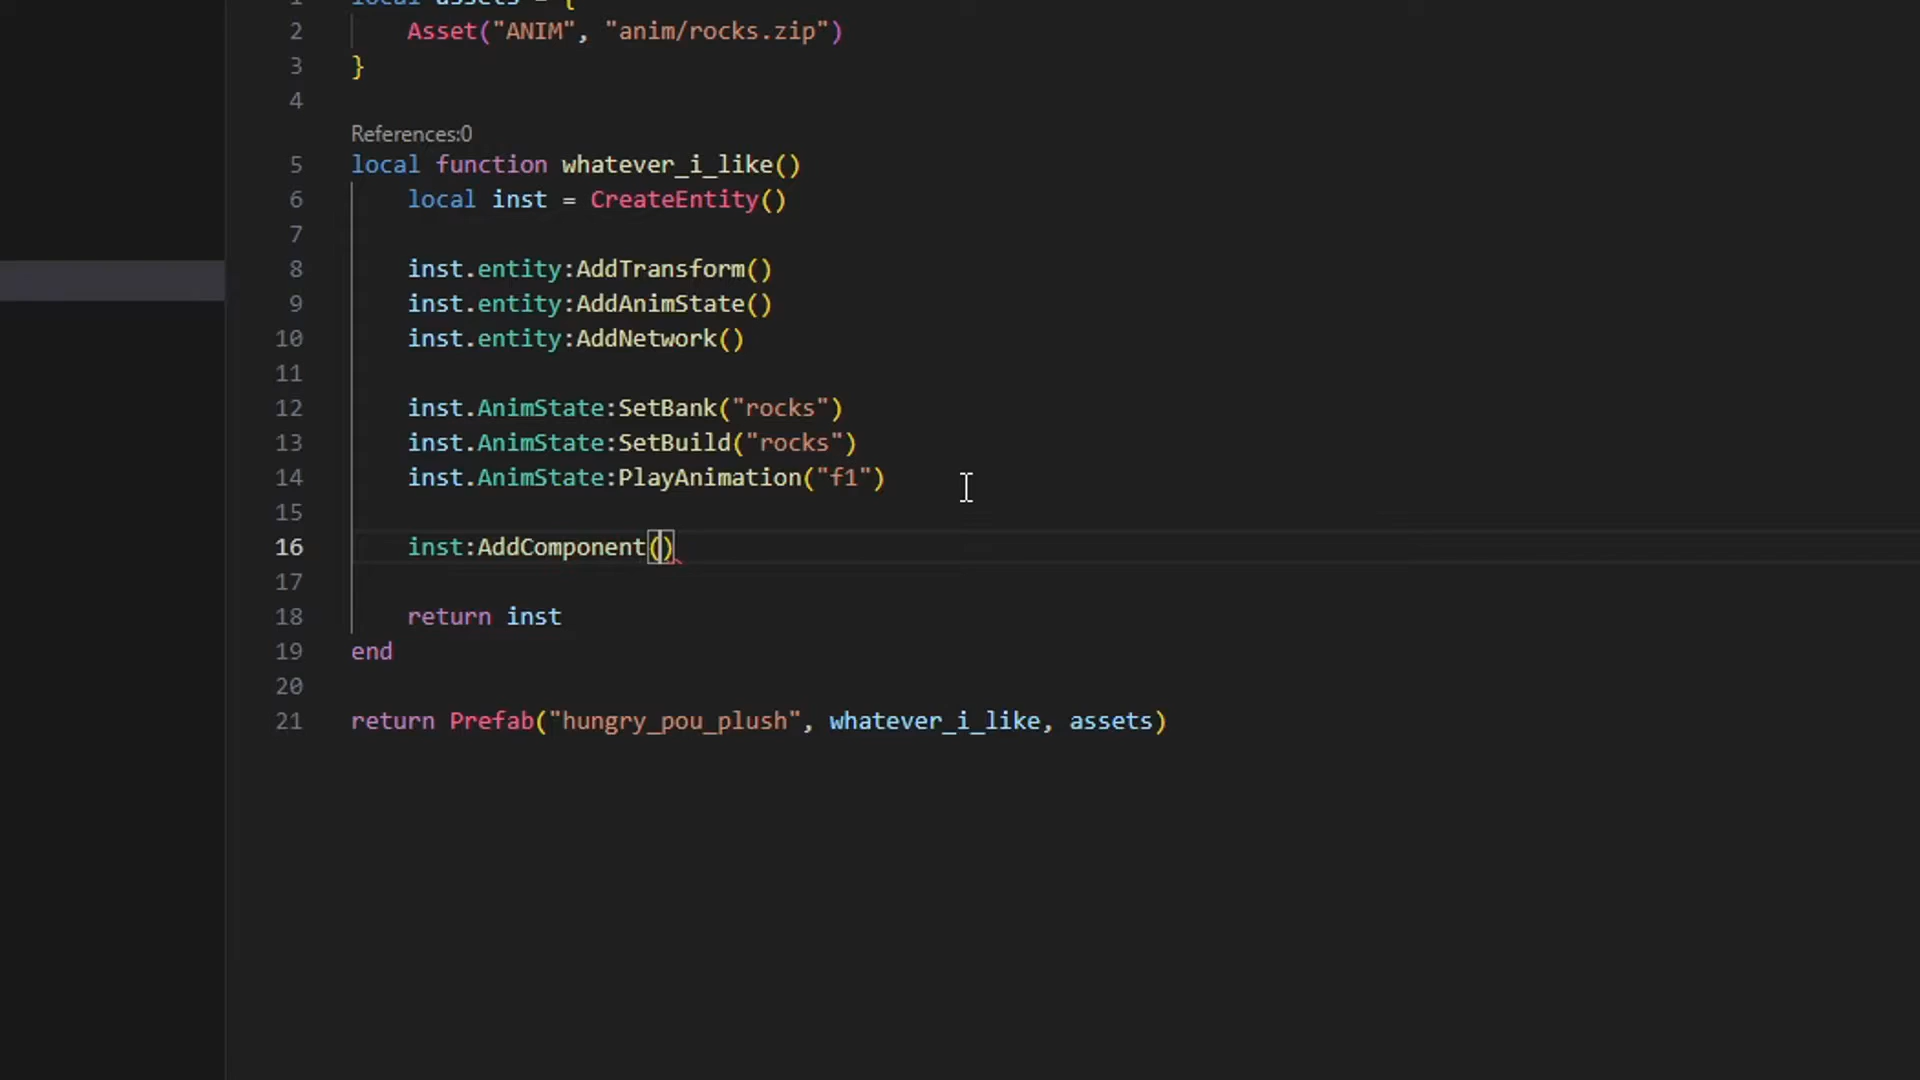 1 local assets = {
2 Asset("ANIM", "anim/rocks.zip")
3 }
4
References:0
5 local function whatever_i_like()
6 local inst = CreateEntity()
7
8 inst.entity:AddTransform()
9 inst.entity:AddAnimState()
10 inst.entity:AddNetwork()
11
12 inst.AnimState:SetBank("rocks")
13 inst.AnimState:SetBuild("rocks")
14 inst.AnimState:PlayAnimation("f1")
15
16 inst:AddComponent()
17
18 return inst
19 end
20
21 return Prefab("hungry_pou_plush", whatever_i_like, assets)